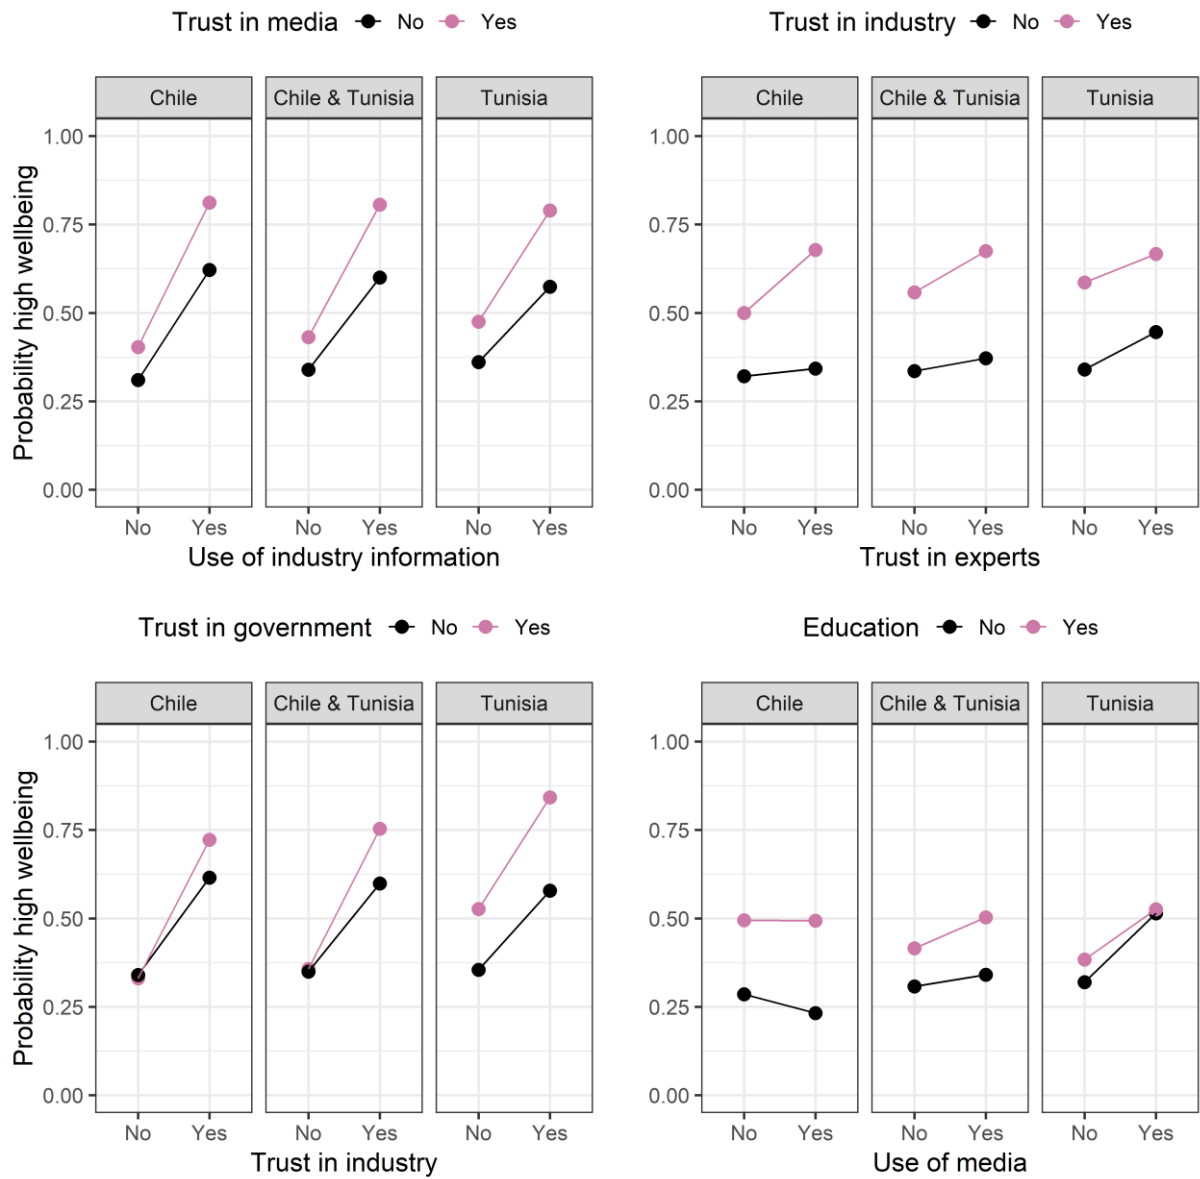 Trust in media No Yes
Chile Chile & Tunisia Tunisia
1.00
0.75
0.50
0.25
0.00
Probability high wellbeing
No Yes No Yes No Yes
Use of industry information
Trust in industry No Yes
Chile Chile & Tunisia Tunisia
1.00
0.75
0.50
0.25
0.00
No Yes No Yes No Yes
Trust in experts
Trust in government No Yes
Chile Chile & Tunisia Tunisia
1.00
0.75
0.50
0.25
0.00
Probability high wellbeing
No Yes No Yes No Yes
Trust in industry
Education No Yes
Chile Chile & Tunisia Tunisia
1.00
0.75
0.50
0.25
0.00
No Yes No Yes No Yes
Use of media